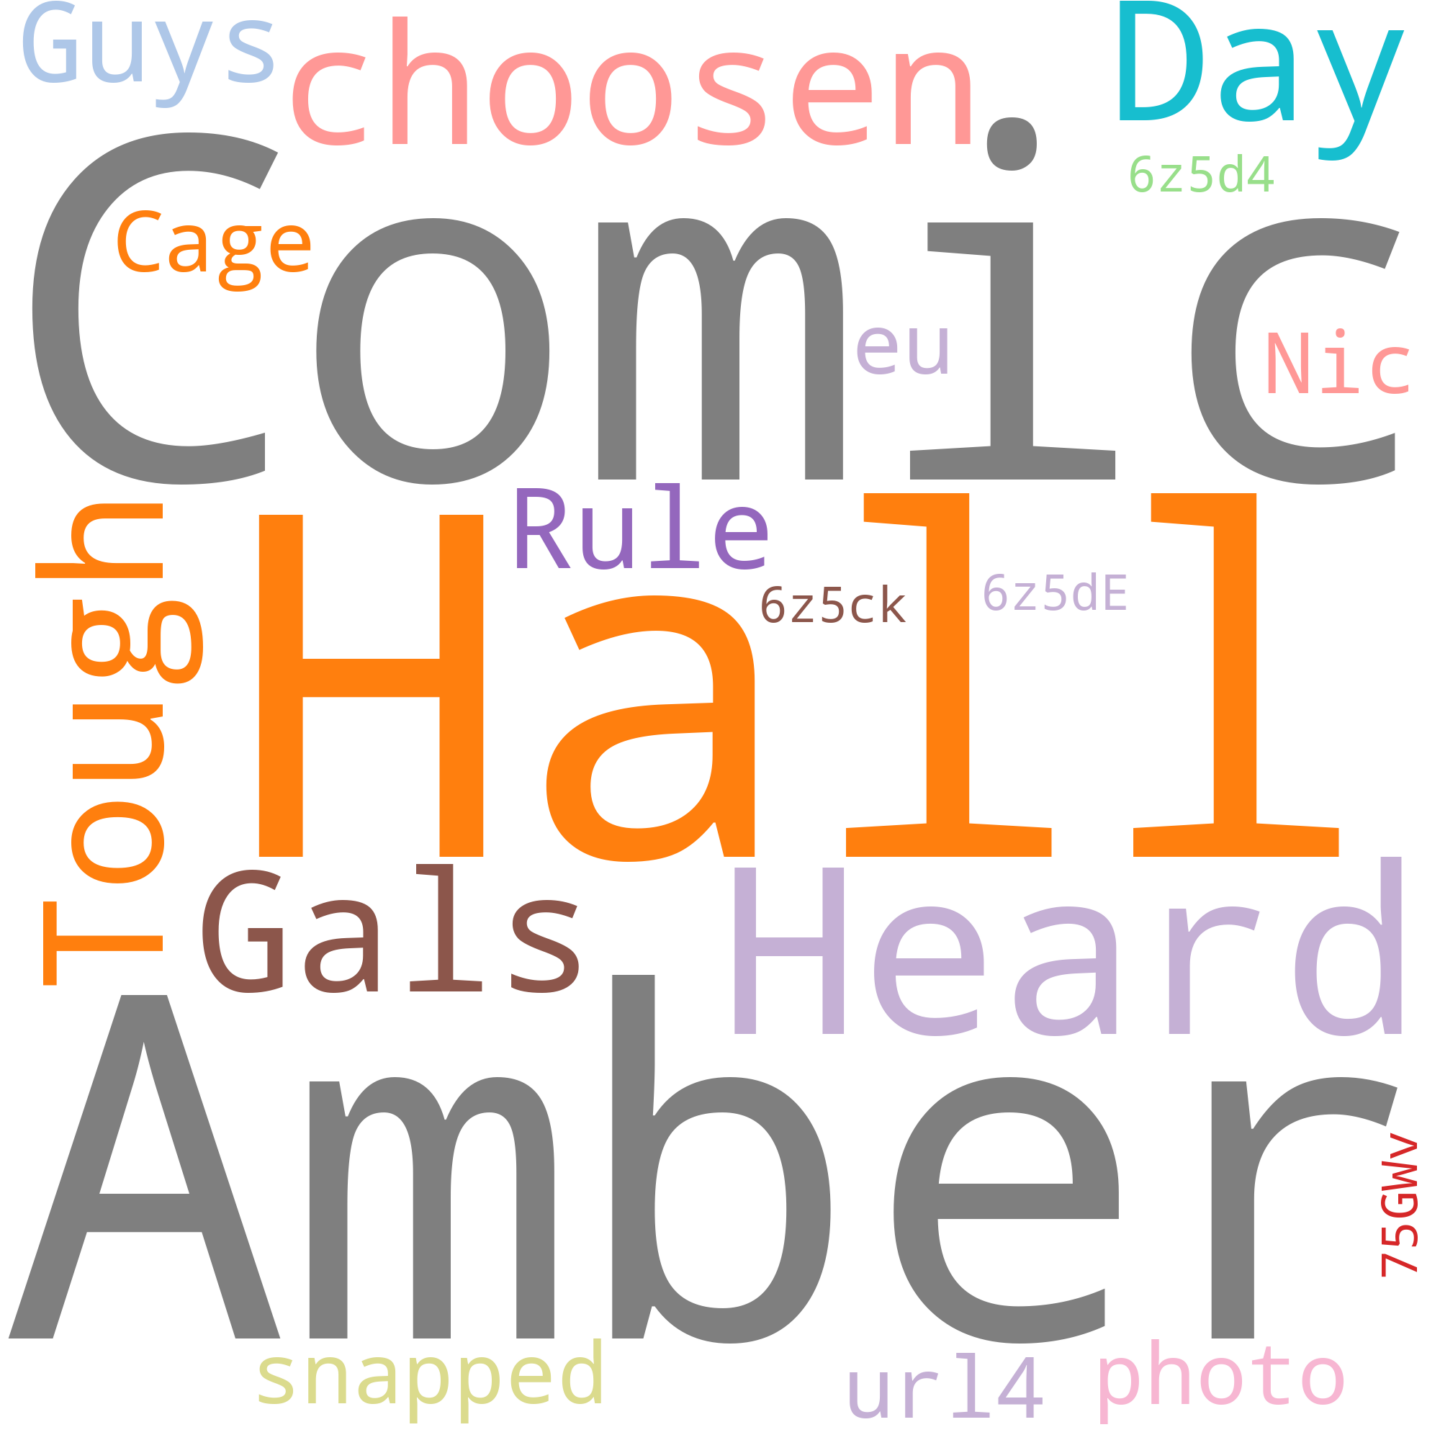 Guys
choosen
Day
6z5d4
Comic
Cage
eu
Nic
Tough
Hall
Rule
6z5ck
6z5dE
Gals
Heard
Amber
75GWv
snapped
url4
photo